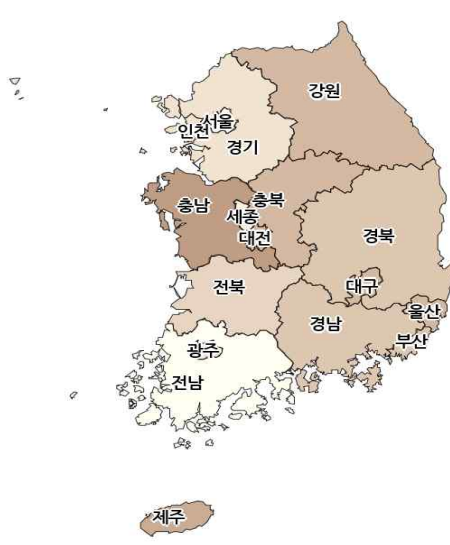 강원
서울
인천
경기
충남
충북
세종
대전
경북
전북
대구
울산
경남
부산
광주
전남
제주